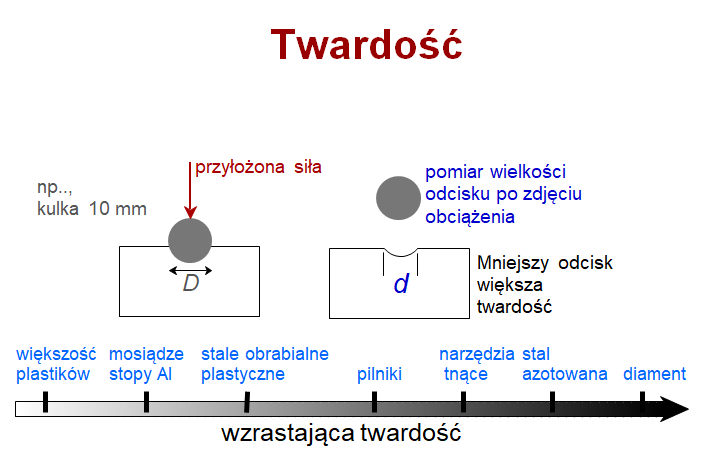 Twardość
przyłożona siła
np..,
kulka 10 mm
D
pomiar wielkości
odcisku po zdjęciu
obciążenia
d
Mniejszy odcisk
większa
twardość
większość
plastików
mosiądze
stopy Al
stale obrabialne
plastyczne
pilniki
narzędzia
tnące
stal
azotowana
diament
wzrastająca twardość